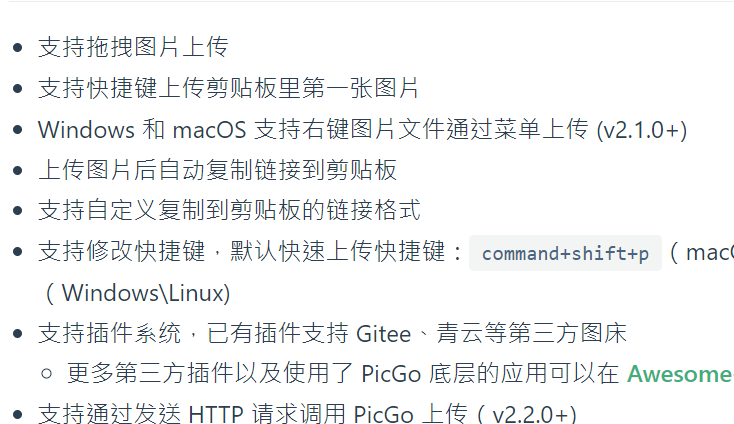 支持拖拽图片上传
支持快捷键上传剪贴板里第一张图片
Windows 和 macOS 支持右键图片文件通过菜单上传 (v2.1.0+)
上传图片后自动复制链接到剪贴板
支持自定义复制到剪贴板的链接格式
支持修改快捷键，默认快速上传快捷键：command+shift+p（mac
（Windows\Linux)
支持插件系统，已有插件支持 Gitee、青云等第三方图床
更多第三方插件以及使用了 PicGo 底层的应用可以在 Awesome
支持通过发送 HTTP 请求调用 PicGo 上传（v2.2.0+)